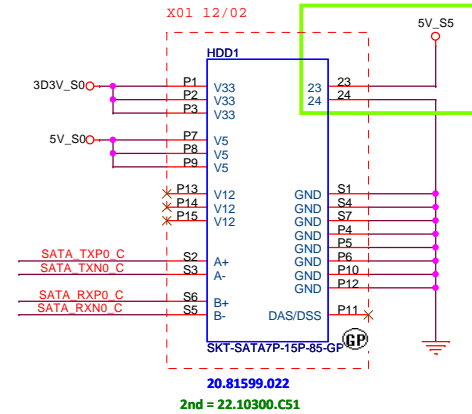 X01 12/02
5V_S5
HDD1
3D3V_S0
P1 V33
P2 V33
P3 V33
23 23
24 24
5V_S0
P7 V5
P8 V5
P9 V5
P13 V12
P14 V12
P15 V12
GND S1
GND S4
GND S7
GND P4
GND P5
GND P6
GND P10
GND P12
SATA_TXP0_C S2 A+
SATA_TXN0_C S3 A-
SATA_RXP0_C S6 B+
SATA_RXN0_C S5 B-
DAS/DSS P11
SKT-SATA7P-15P-85-GP
GP
20.81599.022
2nd = 22.10300.C51